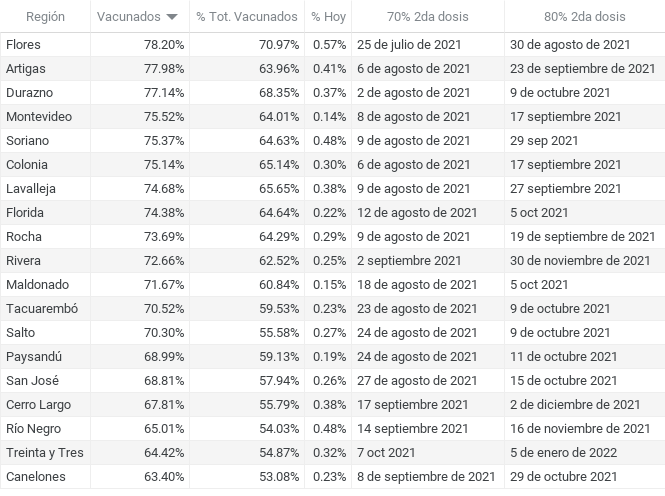 Región Vacunados % Tot. Vacunados % Hoy 70% 2da dosis 80% 2da dosis
Flores 78.20% 70.97% 0.57% 25 de julio de 2021 30 de agosto de 2021
Artigas 77.98% 63.96% 0.41% 6 de agosto de 2021 23 de septiembre de 2021
Durazno 77.14% 68.35% 0.37% 2 de agosto de 2021 9 de octubre de 2021
Montevideo 75.52% 64.01% 0.14% 8 de agosto de 2021 17 septiembre 2021
Soriano 75.37% 64.63% 0.48% 9 de agosto de 2021 29 sep 2021
Colonia 75.14% 65.14% 0.30% 6 de agosto de 2021 17 septiembre 2021
Lavalleja 74.68% 65.65% 0.38% 9 de agosto de 2021 27 septiembre 2021
Florida 74.38% 64.64% 0.22% 12 de agosto de 2021 5 oct 2021
Rocha 73.69% 64.29% 0.29% 9 de agosto de 2021 19 de septiembre de 2021
Rivera 72.66% 62.52% 0.25% 2 septiembre 2021 30 de noviembre de 2021
Maldonado 71.67% 60.84% 0.15% 18 de agosto de 2021 5 oct 2021
Tacuarembó 70.52% 59.53% 0.23% 23 de agosto de 2021 9 de octubre de 2021
Salto 70.30% 55.58% 0.27% 24 de agosto de 2021 9 de octubre de 2021
Paysandú 68.99% 59.13% 0.19% 24 de agosto de 2021 11 de octubre de 2021
San José 68.81% 57.94% 0.26% 27 de agosto de 2021 15 de octubre de 2021
Cerro Largo 67.81% 55.79% 0.38% 17 septiembre 2021 2 de diciembre de 2021
Río Negro 65.01% 54.03% 0.48% 14 septiembre 2021 16 de noviembre de 2021
Treinta y Tres 64.42% 54.87% 0.32% 7 oct 2021 5 de enero de 2022
Canelones 63.40% 53.08% 0.23% 8 de septiembre de 2021 29 de octubre de 2021